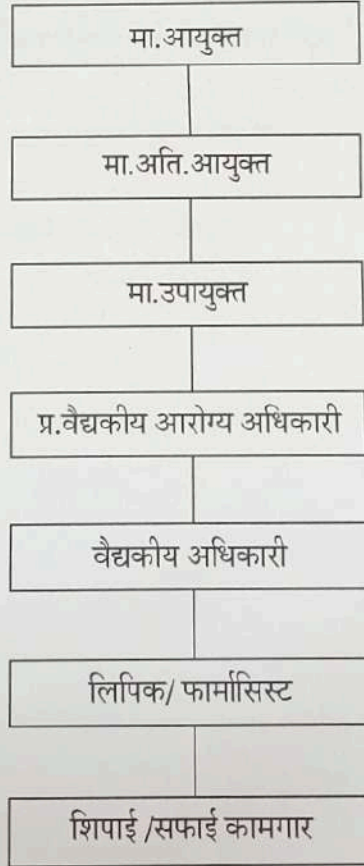 मा.आयुक्त
मा.अति.आयुक्त
मा.उपायुक्त
प्र.वैद्यकीय आरोग्य अधिकारी
वैद्यकीय अधिकारी
लिपिक/ फार्मासिस्ट
शिपाई /सफाई कामगार